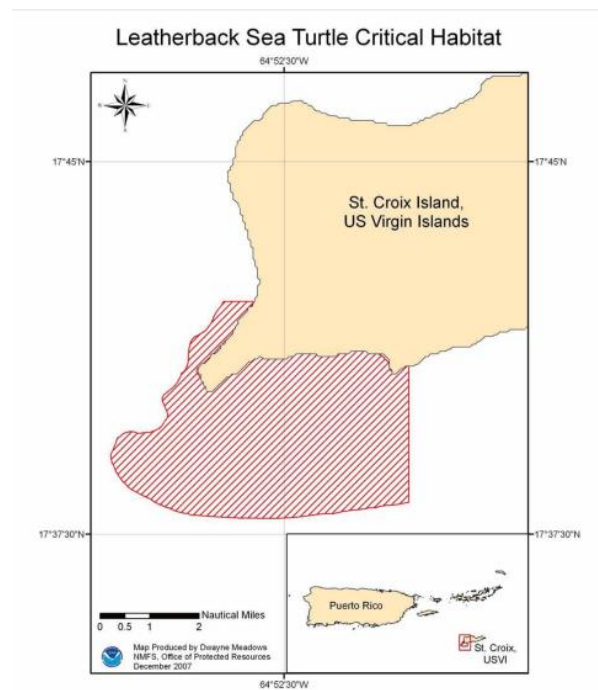 Leatherback Sea Turtle Critical Habitat
64°52'30"W
17°45'N
17°45'N
St. Croix Island,
US Virgin Islands
17°37'30"N
17°37'30"N
Puerto Rico
St. Croix,
USVI
Nautical Miles
0 0.5 1 2
Map Produced by Dwayne Meadows
NMFS, Office of Protected Resources
December 2007
64°52'30"W